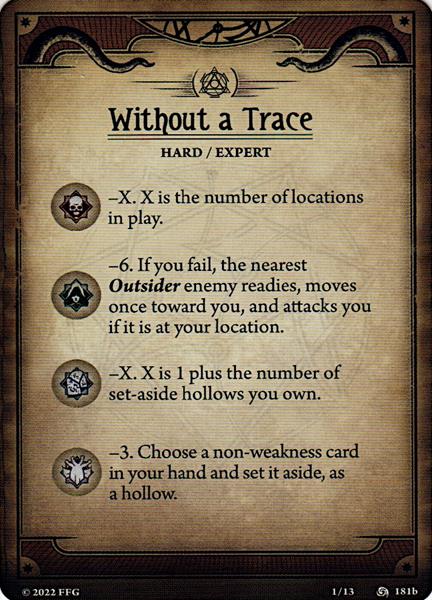 Without a Trace
HARD / EXPERT
–X. X is the number of locations
in play.
–6. If you fail, the nearest
Outsider enemy readies, moves
once toward you, and attacks you
if it is at your location.
–X. X is 1 plus the number of
set-aside hollows you own.
–3. Choose a non-weakness card
in your hand and set it aside, as
a hollow.
© 2022 FFG 1/13 181b